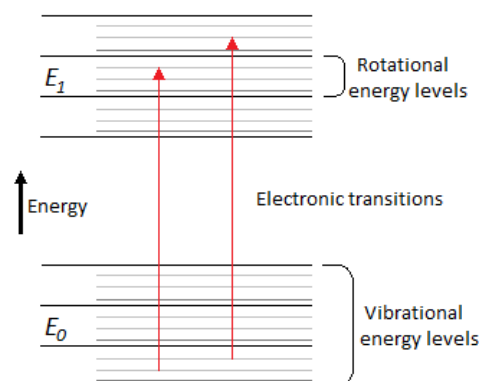 E1
Rotational
energy levels
Energy
Electronic transitions
E0
Vibrational
energy levels